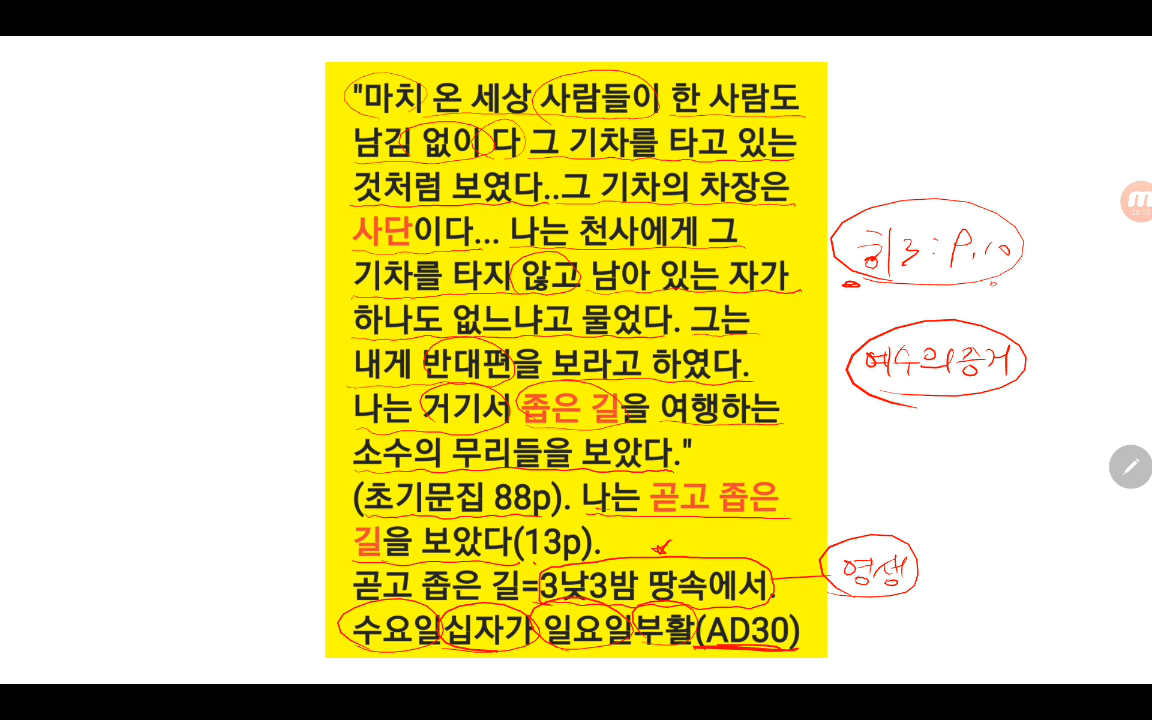 "마치 온 세상 사람들이 한 사람도
남김 없이 다 그 기차를 타고 있는
것처럼 보였다..그 기차의 차장은
사단이다... 나는 천사에게 그
기차를 타지 않고 남아 있는 자가
하나도 없느냐고 물었다. 그는
내게 반대편을 보라고 하였다.
나는 거기서 좁은 길을 여행하는
소수의 무리들을 보았다."
(초기문집 88p). 나는 곧고 좁은
길을 보았다(13p).
곧고 좁은 길=3낮3밤 땅속에서.
수요일십자가 일요일부활(AD30)
예수의증거
영생